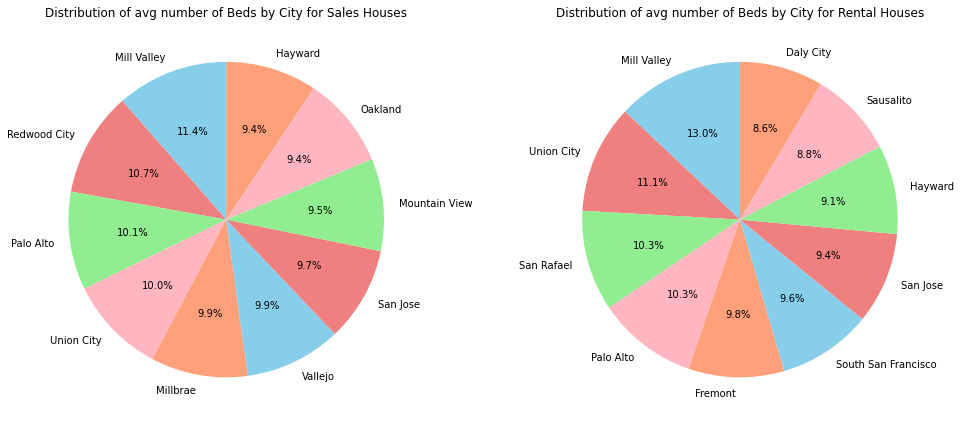 Distribution of avg number of Beds by City for Sales Houses
Mill Valley
11.4%
Redwood City
10.7%
Palo Alto
10.1%
Union City
10.0%
Millbrae
9.9%
Vallejo
9.9%
San Jose
9.7%
Mountain View
9.5%
Oakland
9.4%
Hayward
9.4%
Distribution of avg number of Beds by City for Rental Houses
Mill Valley
13.0%
Union City
11.1%
San Rafael
10.3%
Palo Alto
10.3%
Fremont
9.8%
South San Francisco
9.6%
San Jose
9.4%
Hayward
9.1%
Sausalito
8.8%
Daly City
8.6%